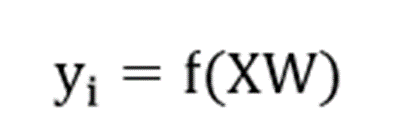 yᵢ = f(XW)